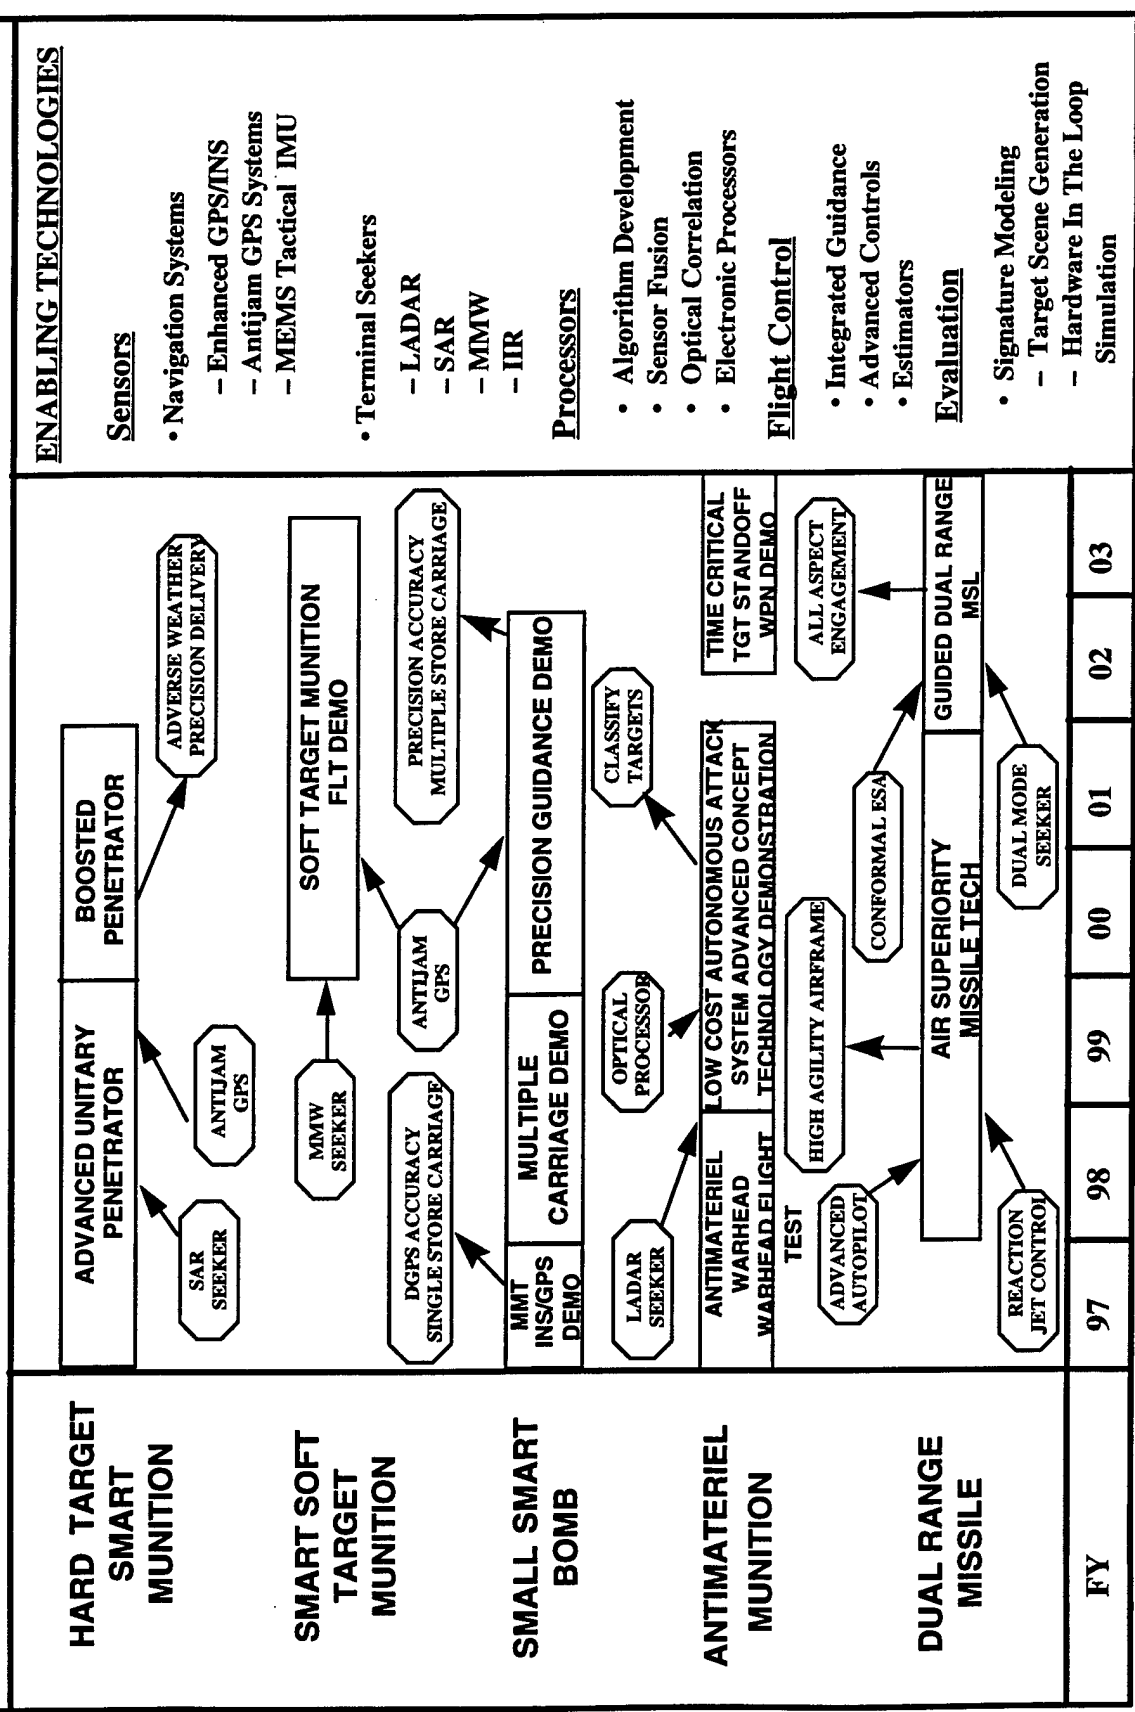 HARD TARGET
SMART
MUNITION
ADVANCED UNITARY
PENETRATOR
BOOSTED
PENETRATOR
SAR
SEEKER
ANTIJAM
GPS
ADVERSE WEATHER
PRECISION DELIVERY
SMART SOFT
TARGET
MUNITION
MMW
SEEKER
SOFT TARGET MUNITION
FLT DEMO
ANTIJAM
GPS
DGPS ACCURACY
SINGLE STORE CARRIAGE
PRECISION ACCURACY
MULTIPLE STORE CARRIAGE
SMALL SMART
BOMB
MMT
INS/GPS
DEMO
MULTIPLE
CARRIAGE DEMO
PRECISION GUIDANCE DEMO
LADAR
SEEKER
OPTICAL
PROCESSOR
CLASSIFY
TARGETS
ANTIMATERIEL
MUNITION
ANTIMATERIEL
WARHEAD
WARHEAD FLIGHT
TEST
LOW COST AUTONOMOUS ATTACK
SYSTEM ADVANCED CONCEPT
TECHNOLOGY DEMONSTRATION
TIME CRITICAL
TGT STANDOFF
WPN DEMO
ADVANCED
AUTOPILOT
HIGH AGILITY AIRFRAME
CONFORMAL ESA
ALL ASPECT
ENGAGEMENT
DUAL RANGE
MISSILE
AIR SUPERIORITY
MISSILE TECH
GUIDED DUAL RANGE
MSL
REACTION
JET CONTROL
DUAL MODE
SEEKER
FY
97
98
99
00
01
02
03
ENABLING TECHNOLOGIES
Sensors
• Navigation Systems
– Enhanced GPS/INS
– Antijam GPS Systems
– MEMS Tactical IMU
• Terminal Seekers
– LADAR
– SAR
– MMW
– IIR
Processors
• Algorithm Development
• Sensor Fusion
• Optical Correlation
• Electronic Processors
Flight Control
• Integrated Guidance
• Advanced Controls
• Estimators
Evaluation
• Signature Modeling
– Target Scene Generation
– Hardware In The Loop
Simulation